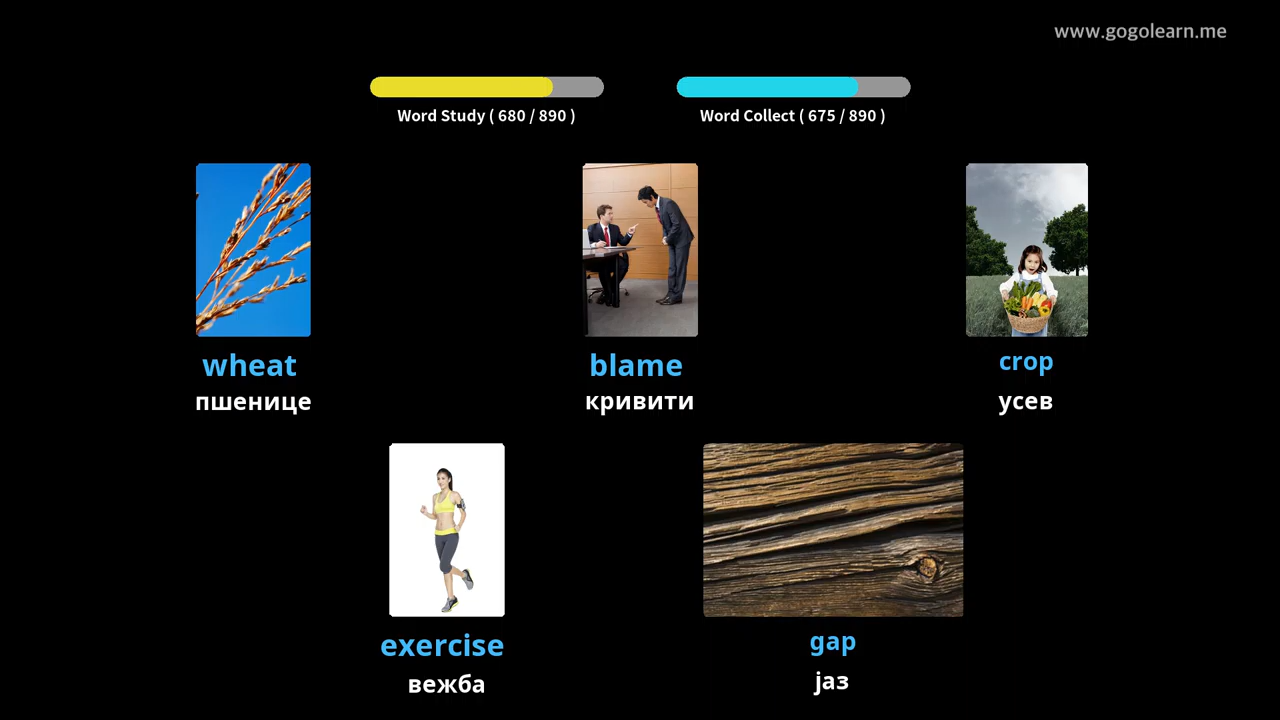 www.gogolearn.me
Word Study ( 680 / 890 )
Word Collect ( 675 / 890 )
wheat
пшенице
blame
кривити
crop
усев
exercise
вежба
gap
јаз